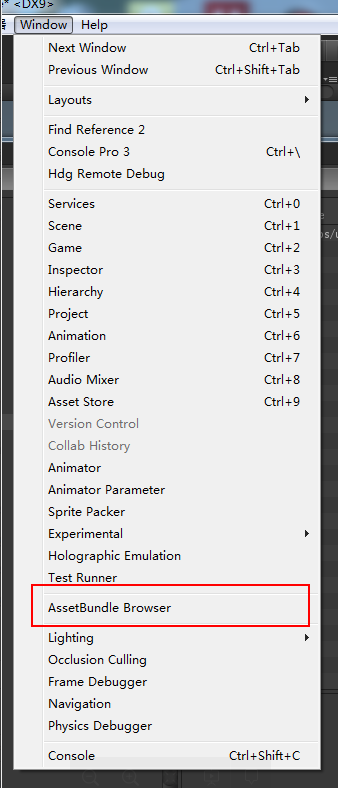 * <DX9>
Window Help
Next Window Ctrl+Tab
Previous Window Ctrl+Shift+Tab
Layouts
Find Reference 2
Console Pro 3 Ctrl+\
Hdg Remote Debug
Services Ctrl+0
Scene Ctrl+1
Game Ctrl+2
Inspector Ctrl+3
Hierarchy Ctrl+4
Project Ctrl+5
Animation Ctrl+6
Profiler Ctrl+7
Audio Mixer Ctrl+8
Asset Store Ctrl+9
Version Control
Collab History
Animator
Animator Parameter
Sprite Packer
Experimental
Holographic Emulation
Test Runner
AssetBundle Browser
Lighting
Occlusion Culling
Frame Debugger
Navigation
Physics Debugger
Console Ctrl+Shift+C